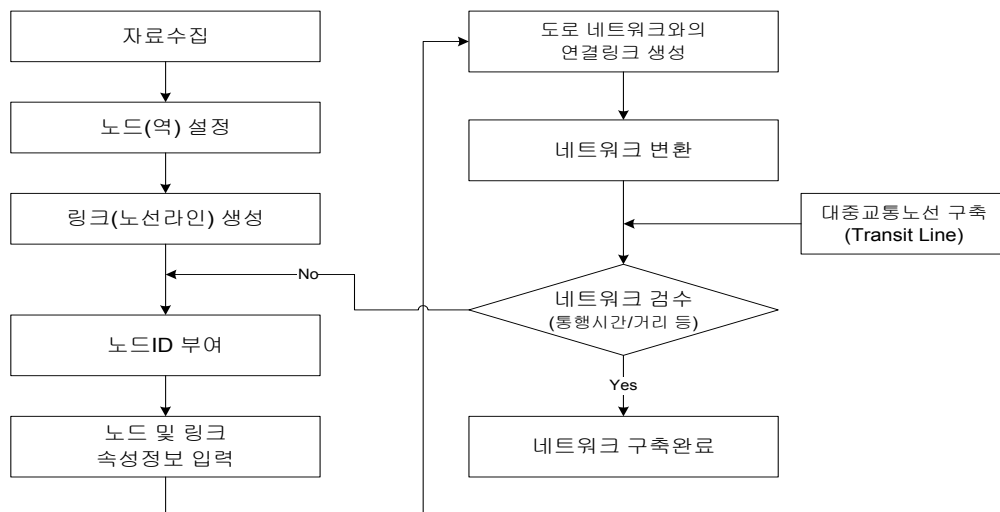 자료수집
노드(역) 설정
링크(노선라인) 생성
No
노드ID 부여
노드 및 링크
속성정보 입력
도로 네트워크와의
연결링크 생성
네트워크 변환
대중교통노선 구축
(Transit Line)
네트워크 검수
(통행시간/거리 등)
Yes
네트워크 구축완료